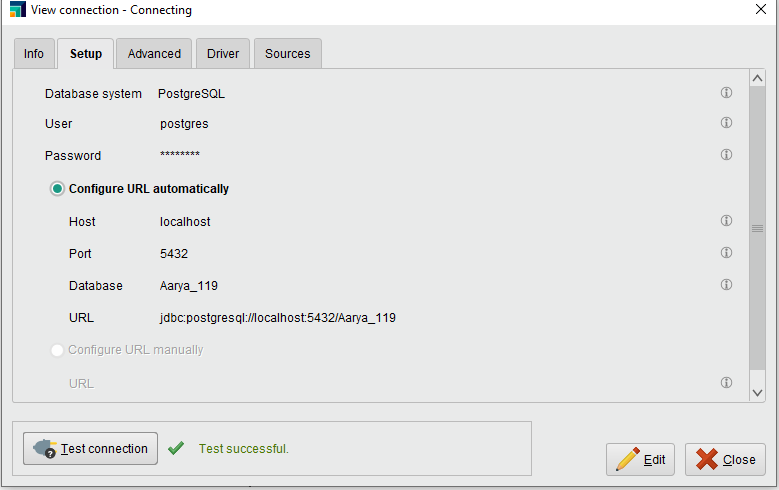 View connection - Connecting
Info Setup Advanced Driver Sources
Database system PostgreSQL
User postgres
Password ********
Configure URL automatically
Host localhost
Port 5432
Database Aarya_119
URL jdbc:postgresql://localhost:5432/Aarya_119
Configure URL manually
URL
Test connection Test successful.
Edit Close